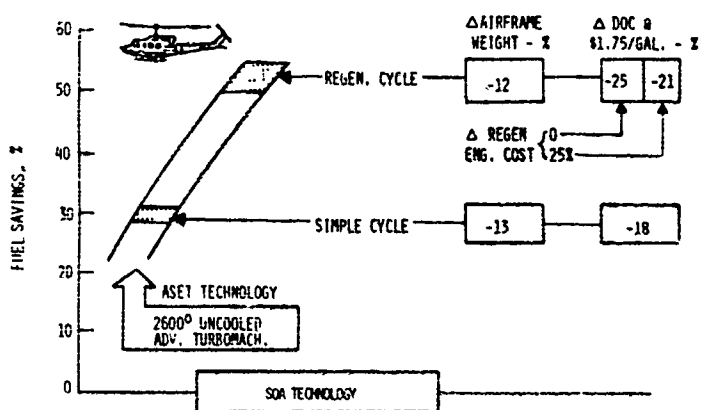 △AIRFRAME
WEIGHT - %
△ DOC @
$1.75/GAL. - %
60
50
40
30
20
10
0
FUEL SAVINGS, %
REGEN. CYCLE
-12
-25
-21
△ REGEN
ENG. COST
0
25%
SIMPLE CYCLE
-13
-18
ASET TECHNOLOGY
2600° UNCOOLED
ADV. TURBOMACH.
SOA TECHNOLOGY